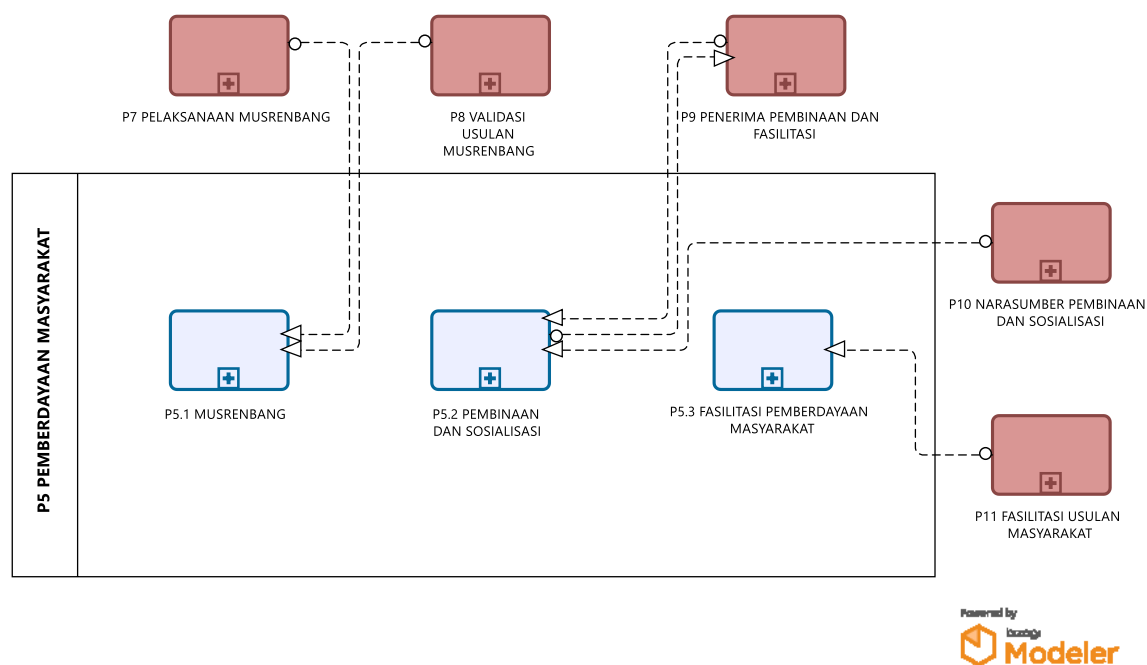 P7 PELAKSANAAN MUSRENBANG
P8 VALIDASI
USULAN
MUSRENBANG
P9 PENERIMA PEMBINAAN DAN
FASILITASI
P5 PEMBERDAYAAN MASYARAKAT
P10 NARASUMBER PEMBINAAN
DAN SOSIALISASI
P5.1 MUSRENBANG
P5.2 PEMBINAAN
DAN SOSIALISASI
P5.3 FASILITASI PEMBERDAYAAN
MASYARAKAT
P11 FASILITASI USULAN
MASYARAKAT
Powered by
bizagi
Modeler